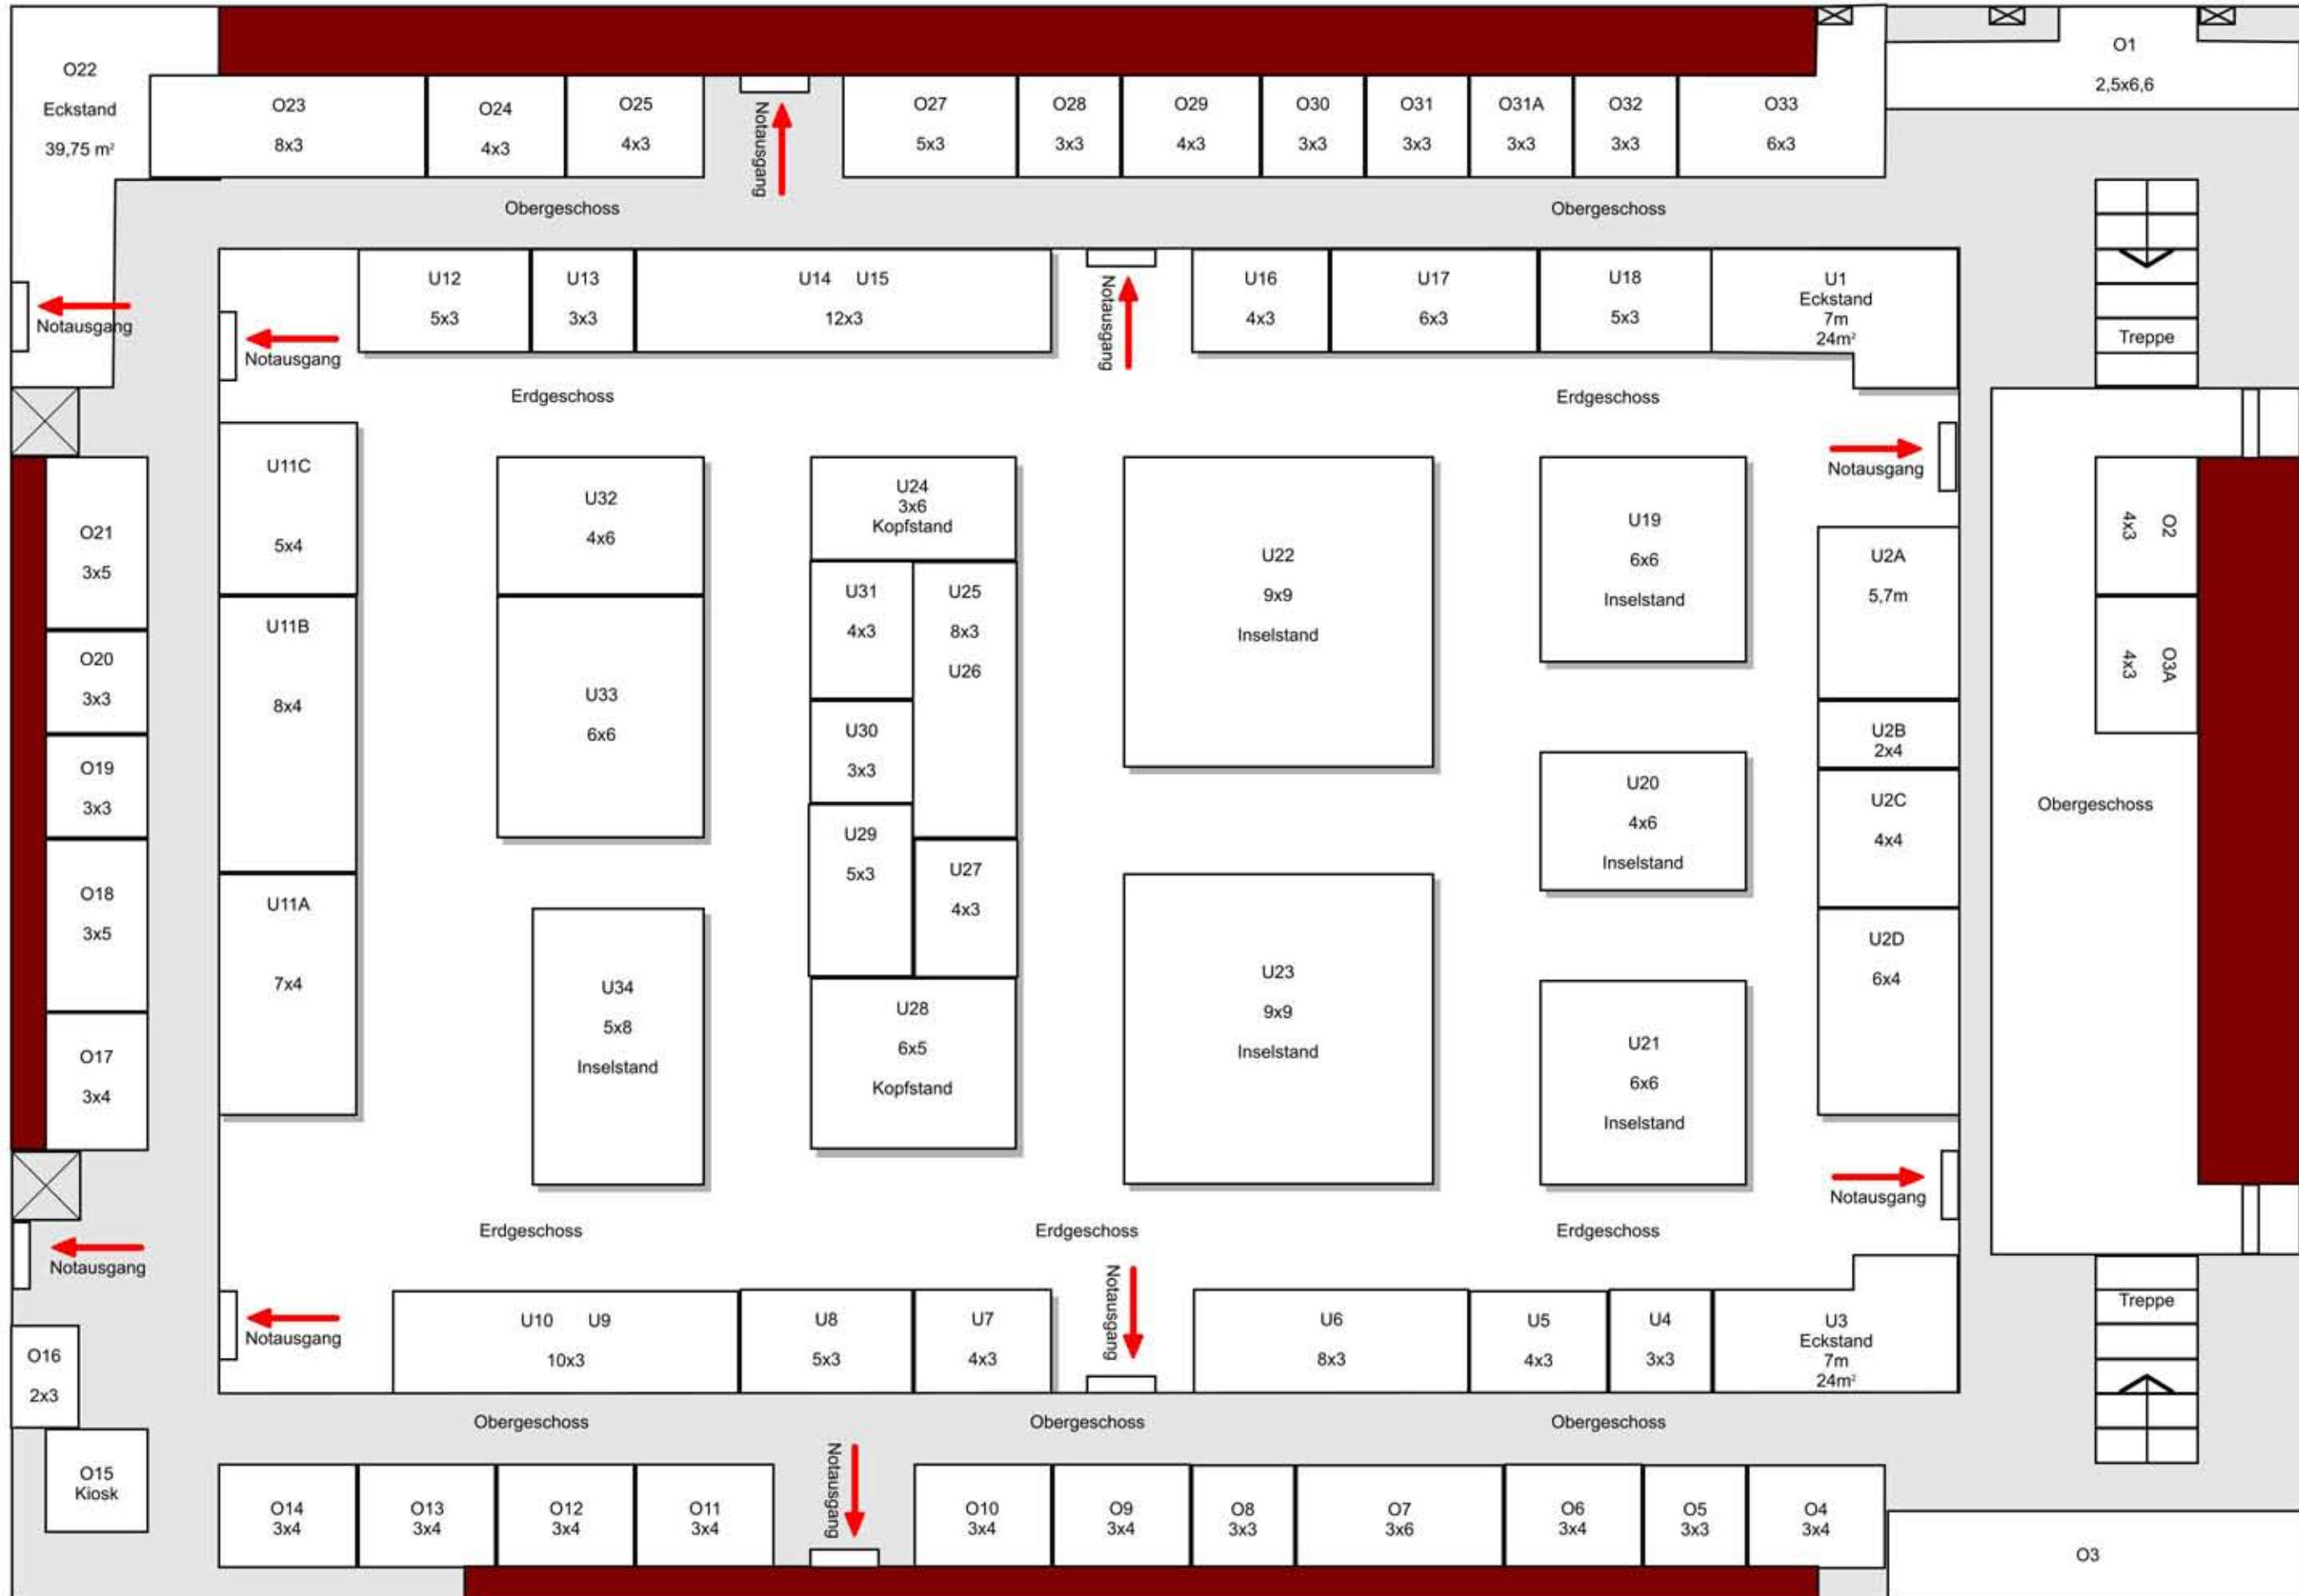 O22
Eckstand
39,75 m²
O23
8x3
O24
4x3
O25
4x3
Notausgang
O27
5x3
O28
3x3
O29
4x3
O30
3x3
O31
3x3
O31A
3x3
O32
3x3
O33
6x3
O1
2,5x6,6
Obergeschoss
Obergeschoss
Notausgang
Notausgang
U12
5x3
U13
3x3
U14 U15
12x3
Notausgang
U16
4x3
U17
6x3
U18
5x3
U1
Eckstand
7m
24m²
Treppe
Erdgeschoss
Erdgeschoss
Notausgang
O21
3x5
O20
3x3
O19
3x3
O18
3x5
O17
3x4
U11C
5x4
U11B
8x4
U11A
7x4
U32
4x6
U33
6x6
U34
5x8
Inselstand
U24
3x6
Kopfstand
U31
4x3
U25
8x3
U26
U30
3x3
U29
5x3
U27
4x3
U28
6x5
Kopfstand
U22
9x9
Inselstand
U23
9x9
Inselstand
U19
6x6
Inselstand
U20
4x6
Inselstand
U21
6x6
Inselstand
U2A
5,7m
U2B
2x4
U2C
4x4
U2D
6x4
O2
4x3
O3A
4x3
Obergeschoss
Notausgang
Erdgeschoss
Erdgeschoss
Erdgeschoss
Notausgang
Notausgang
U10 U9
10x3
U8
5x3
U7
4x3
Notausgang
U6
8x3
U5
4x3
U4
3x3
U3
Eckstand
7m
24m²
Treppe
O16
2x3
O15
Kiosk
Obergeschoss
Obergeschoss
Obergeschoss
O14
3x4
O13
3x4
O12
3x4
O11
3x4
Notausgang
O10
3x4
O9
3x4
O8
3x3
O7
3x6
O6
3x4
O5
3x3
O4
3x4
O3